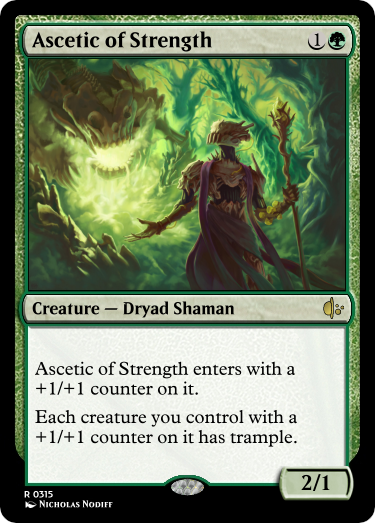 Ascetic of Strength 1
Creature — Dryad Shaman
Ascetic of Strength enters with a
+1/+1 counter on it.
Each creature you control with a
+1/+1 counter on it has trample.
2/1
R 0315
Nicholas Nodiff